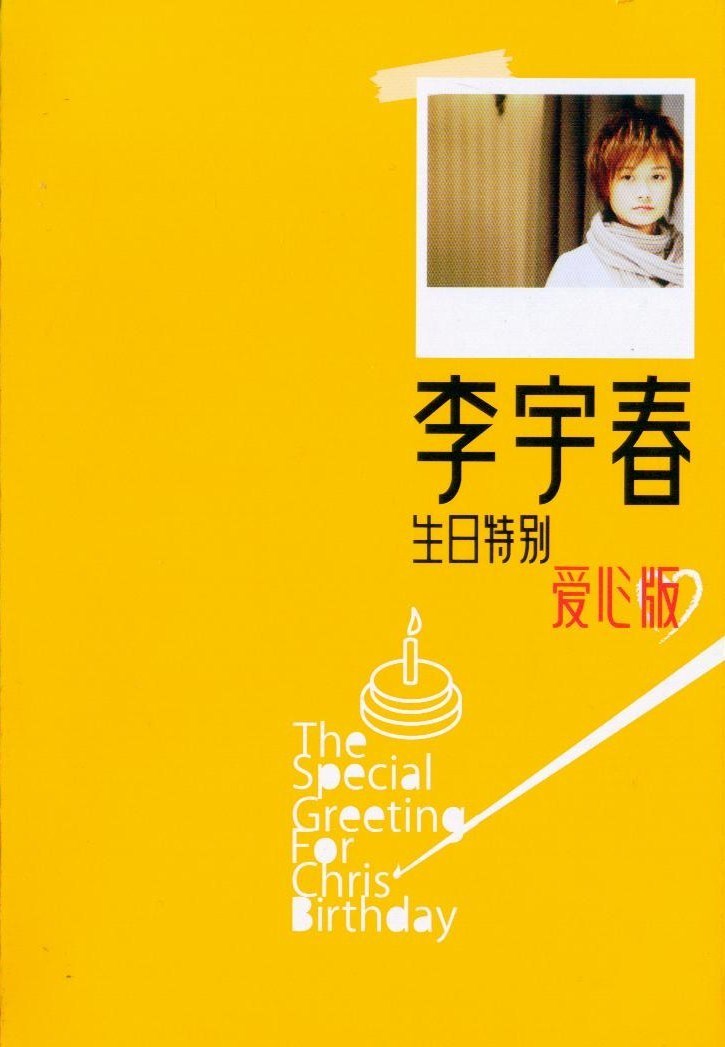 李宇春
生日特别
爱心版
The
Special
Greeting
For
Chris'
Birthday